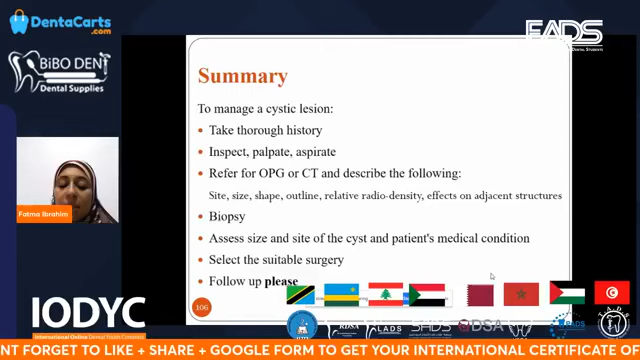 DentaCarts
.com
BiBO DENT
Dental Supplies
EADS
Summary
To manage a cystic lesion:
• Take thorough history
• Inspect, palpate, aspirate
• Refer for OPG or CT and describe the following:
Site, size, shape, outline, relative radio-density, effects on adjacent structures
• Biopsy
• Assess size and site of the cyst and patient's medical condition
• Select the suitable surgery
• Follow up please
106
Fatma Ibrahim
IODYC
International Online Dental Youth Congress
RDSA
LADS
DSA
NT FORGET TO LIKE + SHARE + GOOGLE FORM TO GET YOUR INTERNATIONAL CERTIFICATE OF